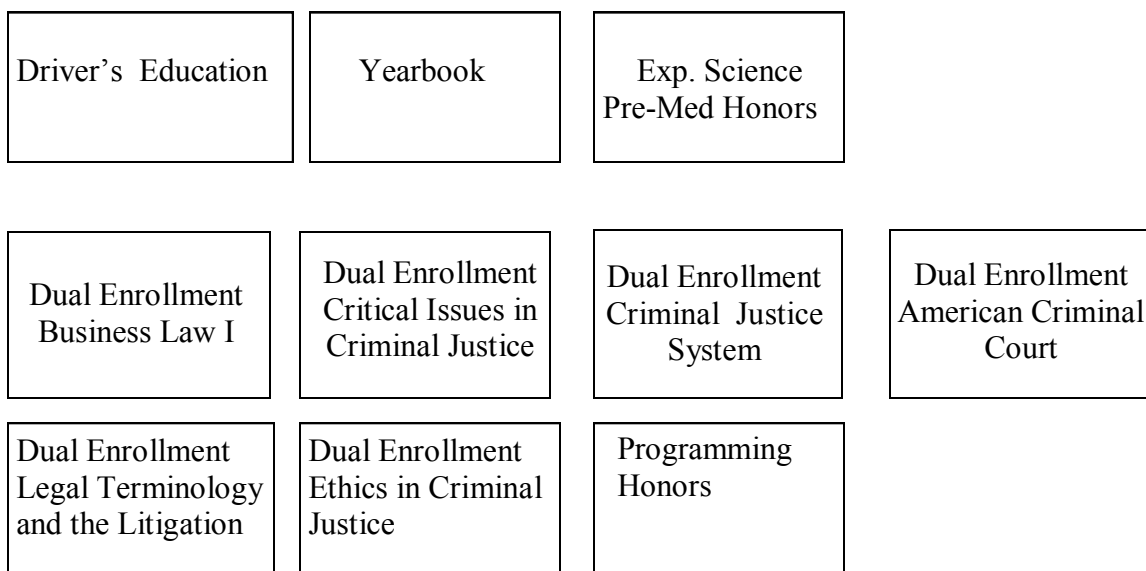 Driver’s Education
Yearbook
Exp. Science
Pre-Med Honors
Dual Enrollment
Business Law I
Dual Enrollment
Critical Issues in
Criminal Justice
Dual Enrollment
Criminal Justice
System
Dual Enrollment
American Criminal
Court
Dual Enrollment
Legal Terminology
and the Litigation
Dual Enrollment
Ethics in Criminal
Justice
Programming
Honors